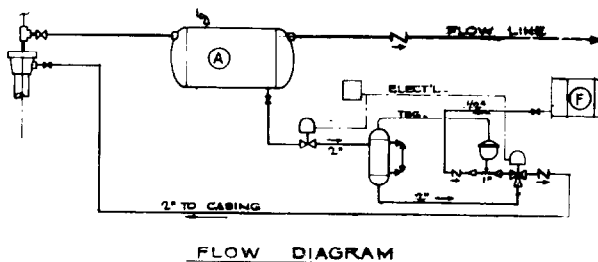 FLOW LINE
A
ELECT'L
F
1/2"
TBG.
2"
1"
2"
2" TO CASING
FLOW DIAGRAM